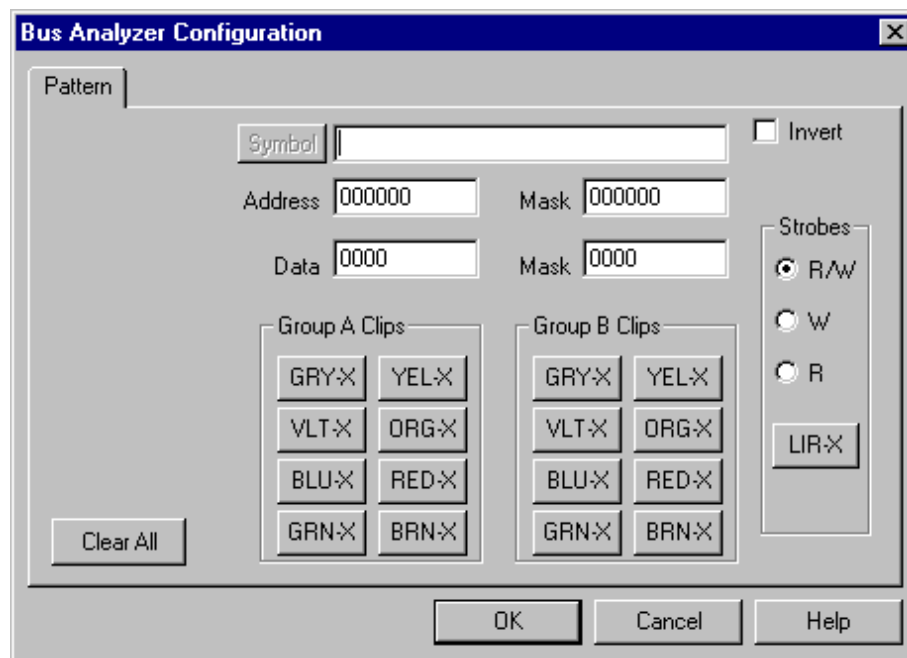 Bus Analyzer Configuration
Pattern
Symbol
Invert
Address 000000 Mask 000000
Data 0000 Mask 0000
Strobes
R/W
W
R
LIR-X
Group A Clips
GRY-X YEL-X
VLT-X ORG-X
BLU-X RED-X
GRN-X BRN-X
Group B Clips
GRY-X YEL-X
VLT-X ORG-X
BLU-X RED-X
GRN-X BRN-X
Clear All
OK Cancel Help